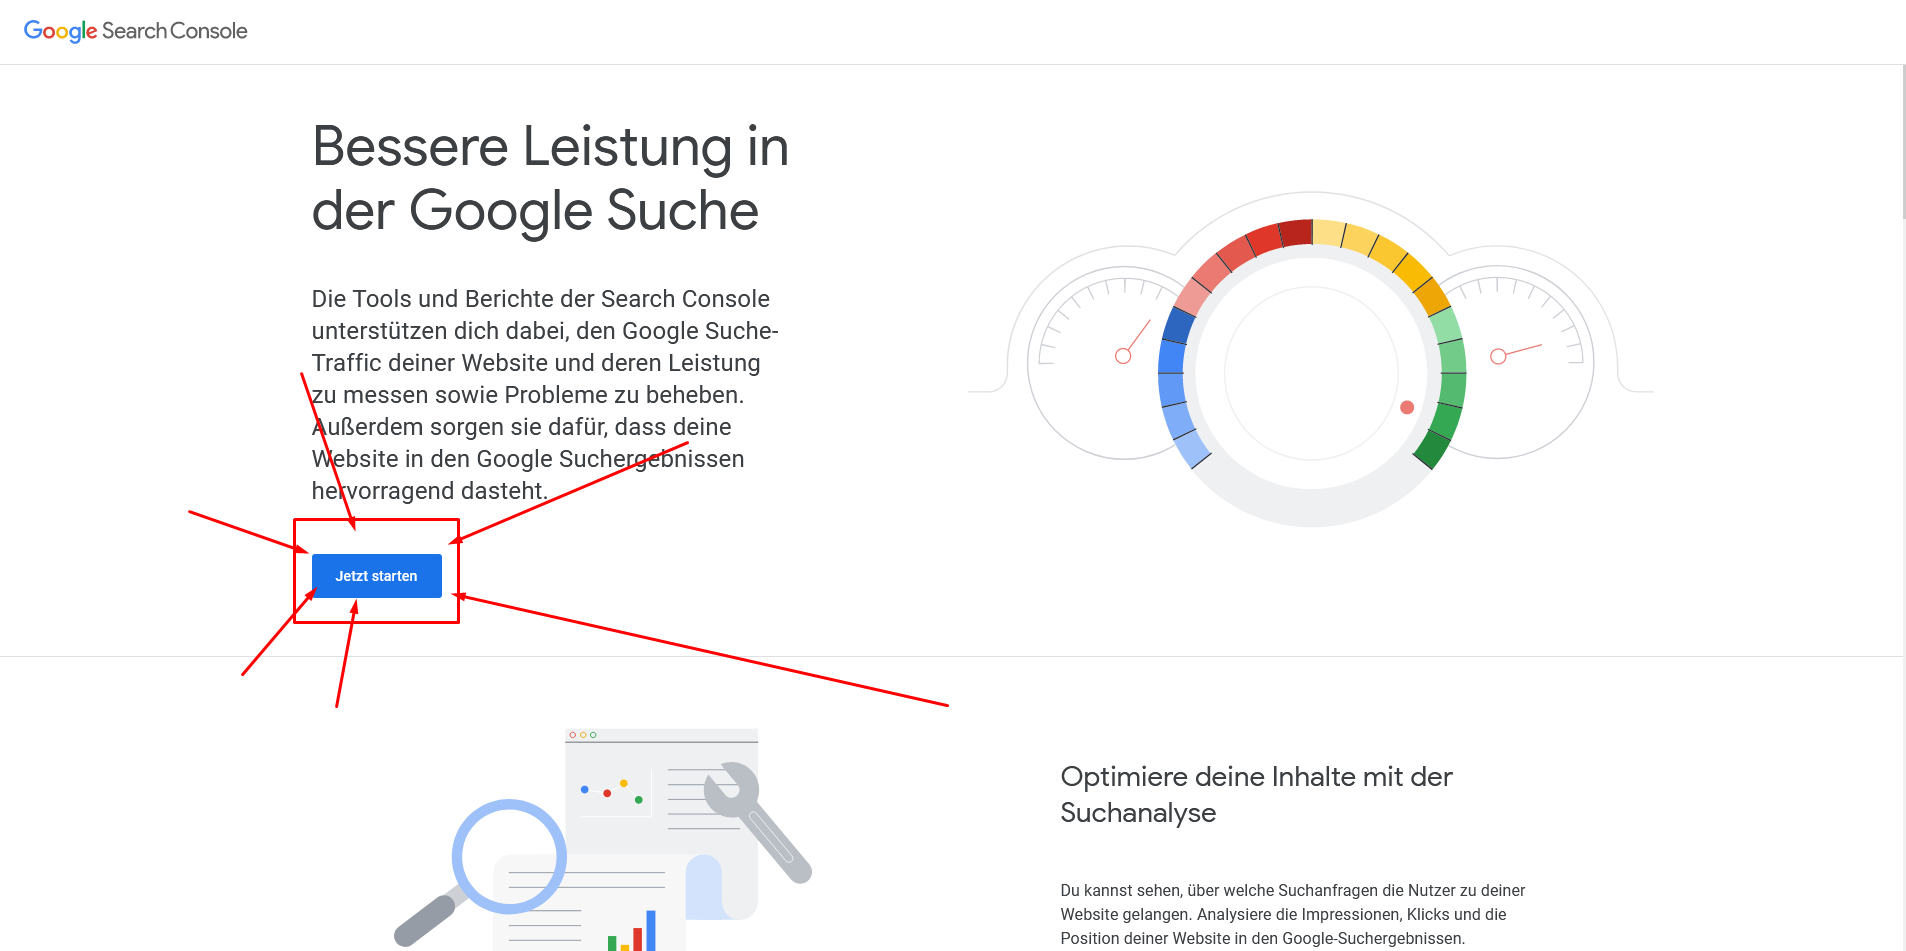 Google Search Console
Bessere Leistung in
der Google Suche
Die Tools und Berichte der Search Console
unterstützen dich dabei, den Google Suche-
Traffic deiner Website und deren Leistung
zu messen sowie Probleme zu beheben.
Außerdem sorgen sie dafür, dass deine
Website in den Google Suchergebnissen
hervorragend dasteht.
Jetzt starten
Optimiere deine Inhalte mit der
Suchanalyse
Du kannst sehen, über welche Suchanfragen die Nutzer zu deiner
Website gelangen. Analysiere die Impressionen, Klicks und die
Position deiner Website in den Google-Suchergebnissen.